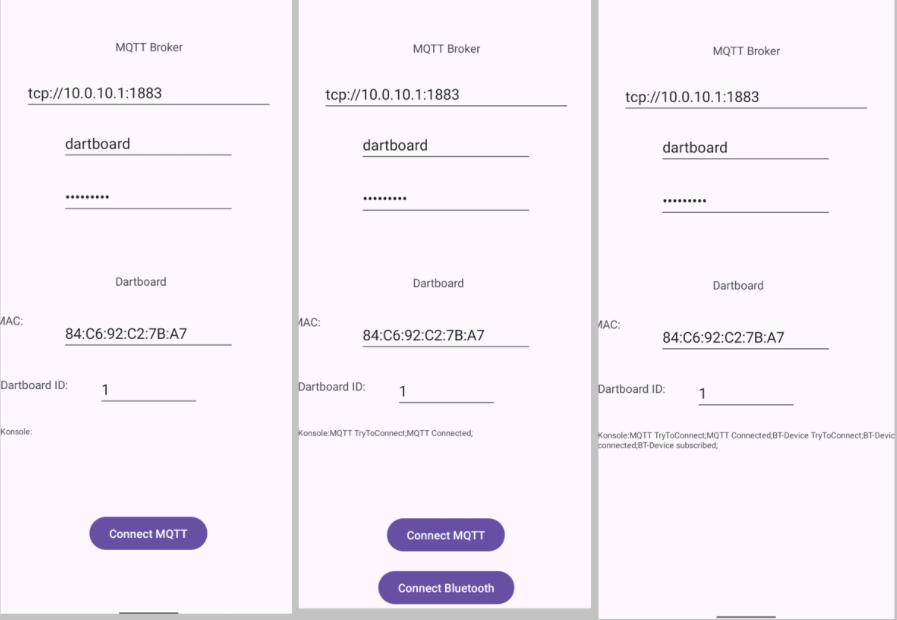 MQTT Broker
tcp://10.0.10.1:1883
dartboard
•••••••••
Dartboard
MAC:
84:C6:92:C2:7B:A7
Dartboard ID:
1
Konsole:
Connect MQTT
MQTT Broker
tcp://10.0.10.1:1883
dartboard
•••••••••
Dartboard
MAC:
84:C6:92:C2:7B:A7
Dartboard ID:
1
Konsole:MQTT TryToConnect;MQTT Connected;
Connect MQTT
Connect Bluetooth
MQTT Broker
tcp://10.0.10.1:1883
dartboard
•••••••••
Dartboard
MAC:
84:C6:92:C2:7B:A7
Dartboard ID:
1
Konsole:MQTT TryToConnect;MQTT Connected;BT-Device TryToConnect;BT-Devic
connected;BT-Device subscribed;